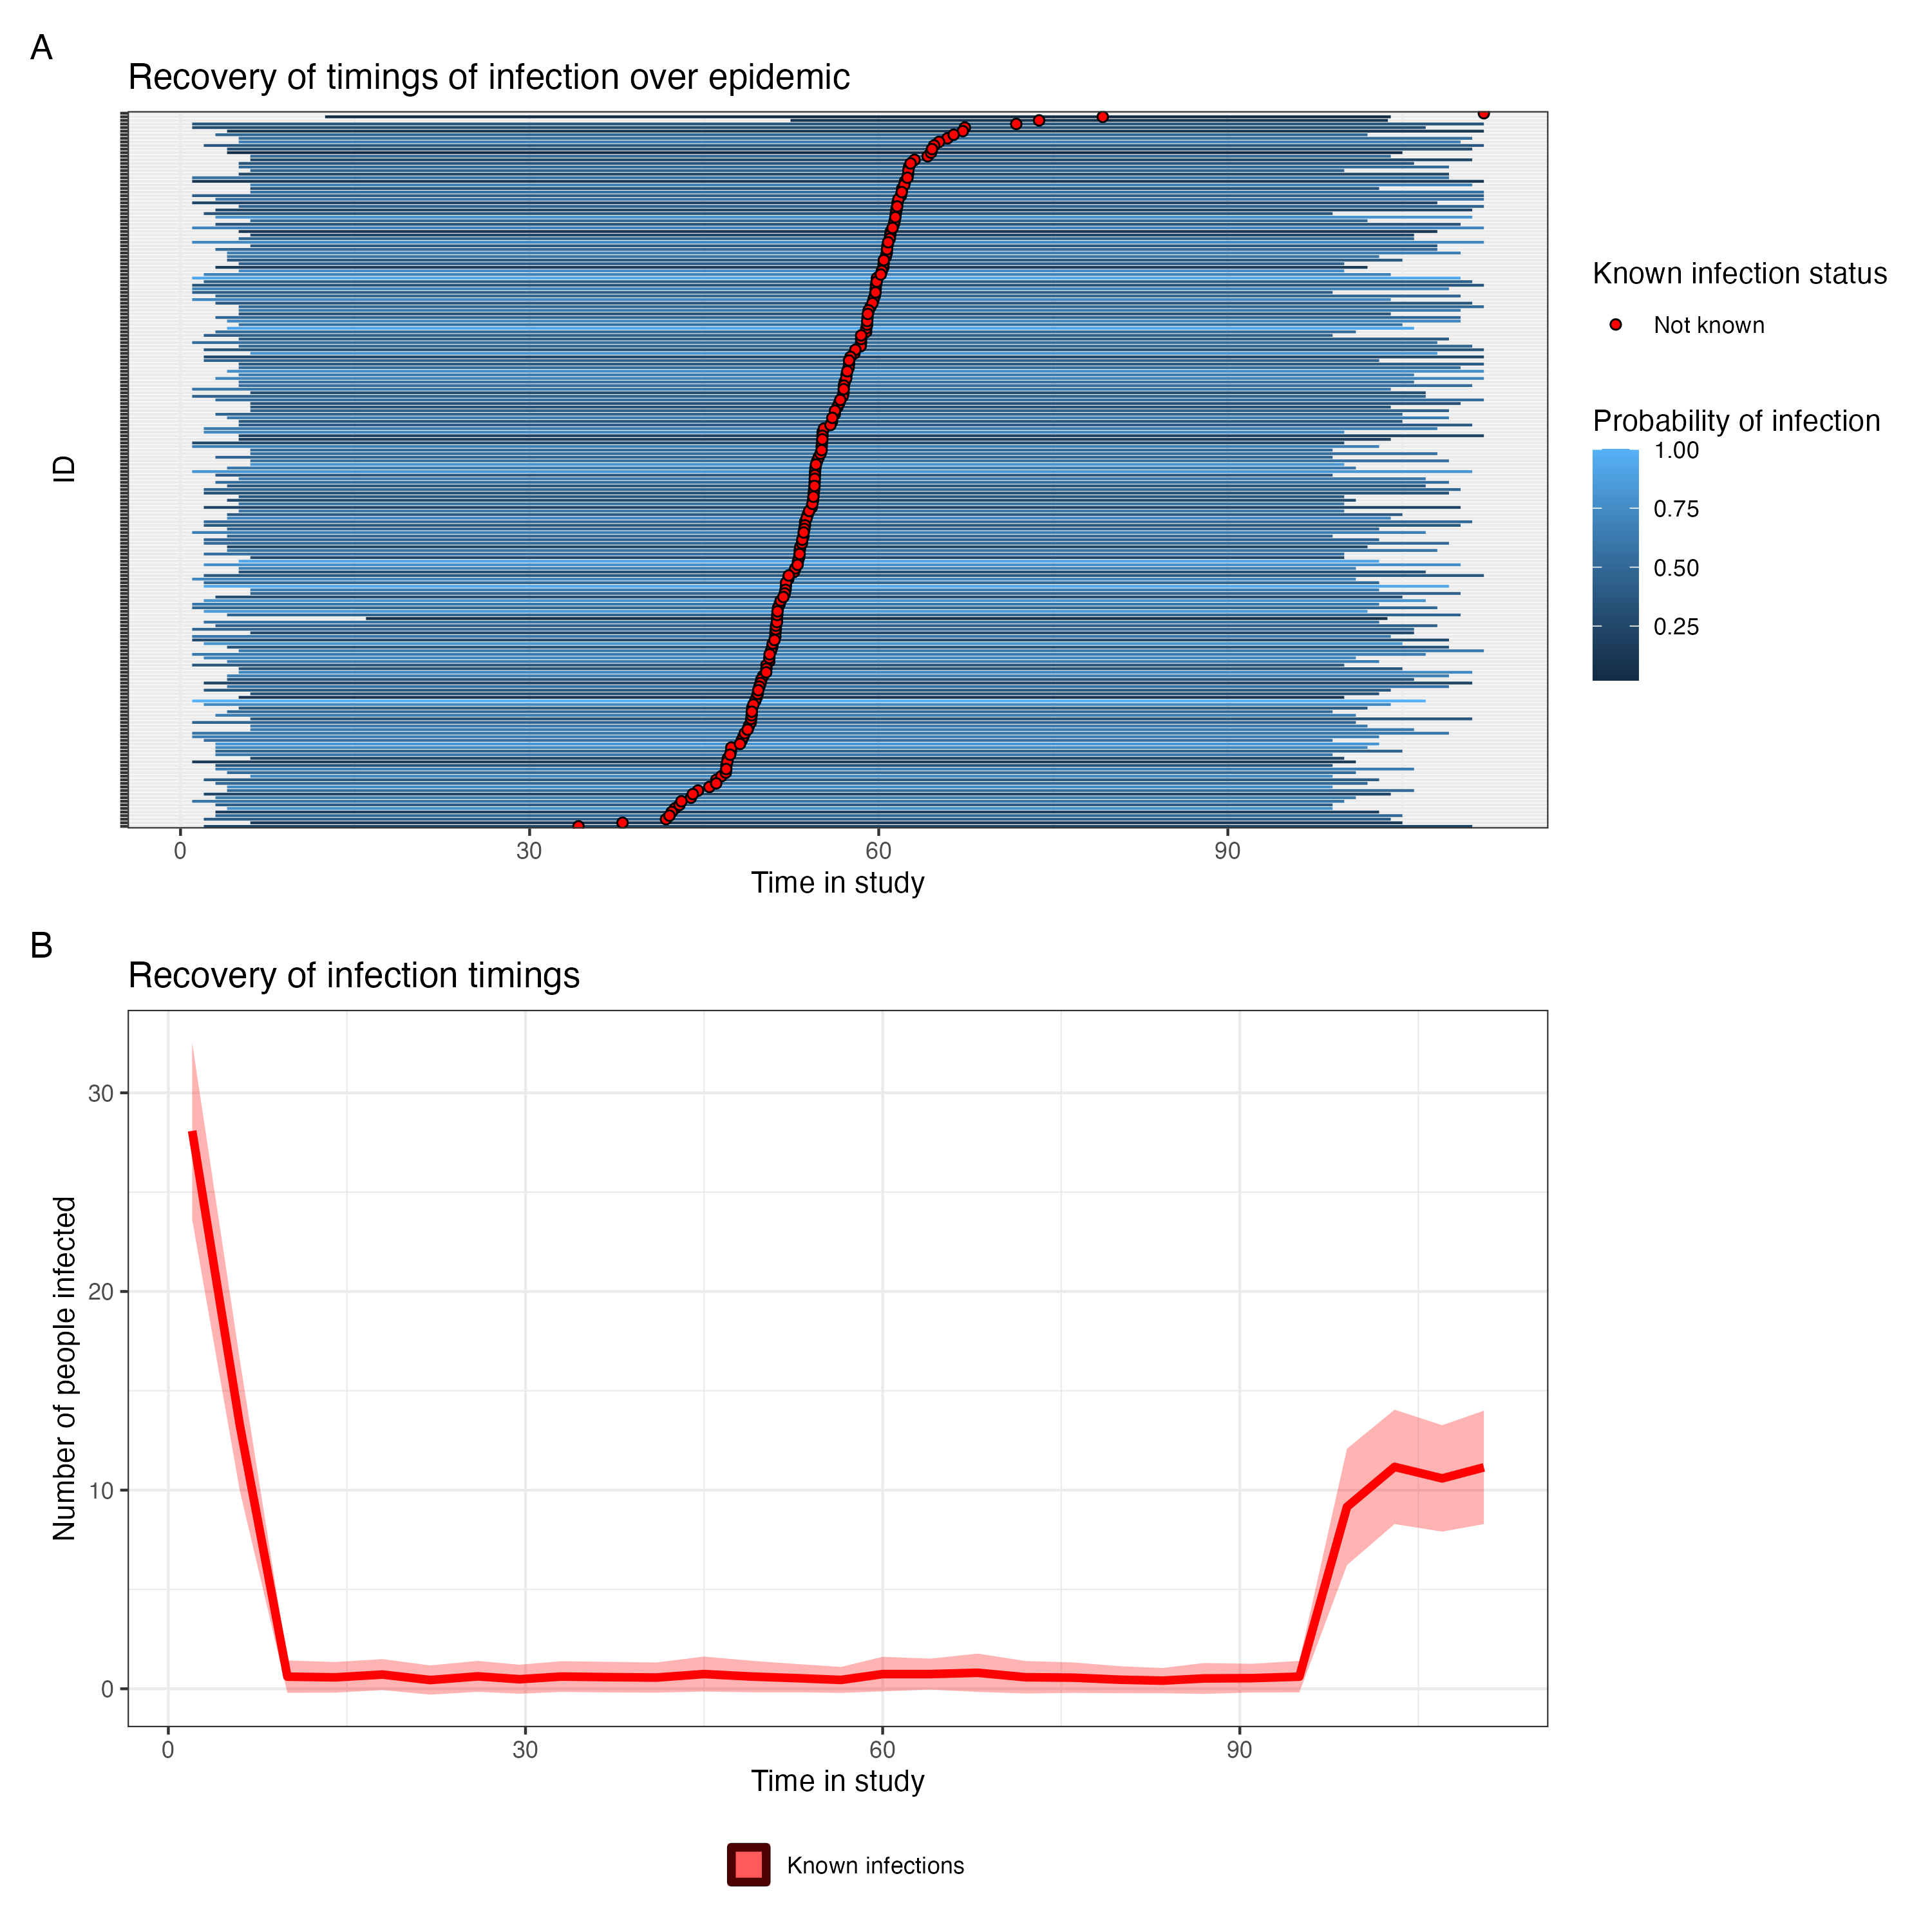 A
Recovery of timings of infection over epidemic
ID
0 30 60 90
Time in study
Known infection status
Not known
Probability of infection
1.00
0.75
0.50
0.25
B
Recovery of infection timings
Number of people infected
30
20
10
0
0 30 60 90
Time in study
Known infections